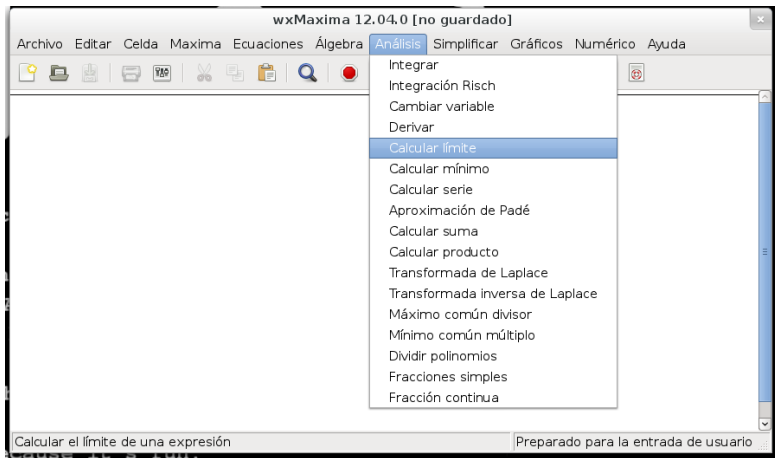 wxMaxima 12.04.0 [no guardado]
Archivo Editar Celda Maxima Ecuaciones Álgebra Análisis Simplificar Gráficos Numérico Ayuda
Integrar
Integración Risch
Cambiar variable
Derivar
Calcular límite
Calcular mínimo
Calcular serie
Aproximación de Padé
Calcular suma
Calcular producto
Transformada de Laplace
Transformada inversa de Laplace
Máximo común divisor
Mínimo común múltiplo
Dividir polinomios
Fracciones simples
Fracción continua
Calcular el límite de una expresión
Preparado para la entrada de usuario